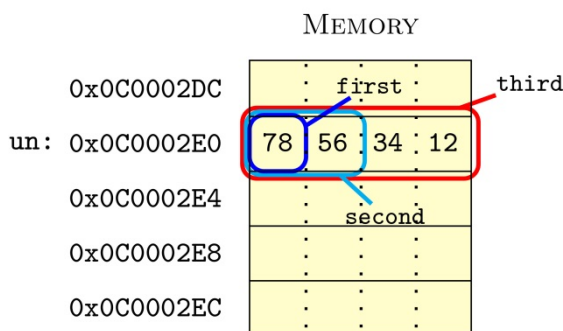 MEMORY
0x0C0002DC
first
third
un: 0x0C0002E0 78 56 34 12
0x0C0002E4
second
0x0C0002E8
0x0C0002EC